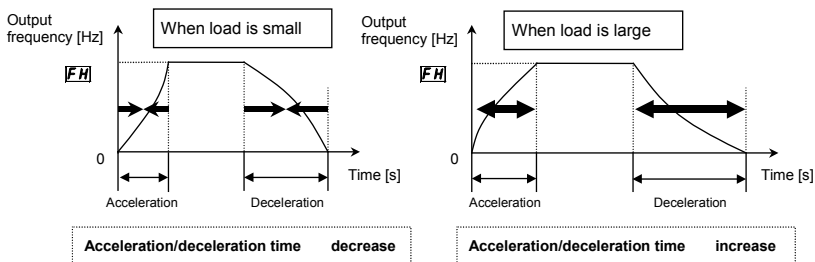 Output
frequency [Hz]
When load is small
FH
0
Time [s]
Acceleration
Deceleration
Acceleration/deceleration time decrease
Output
frequency [Hz]
When load is large
FH
0
Time [s]
Acceleration
Deceleration
Acceleration/deceleration time increase